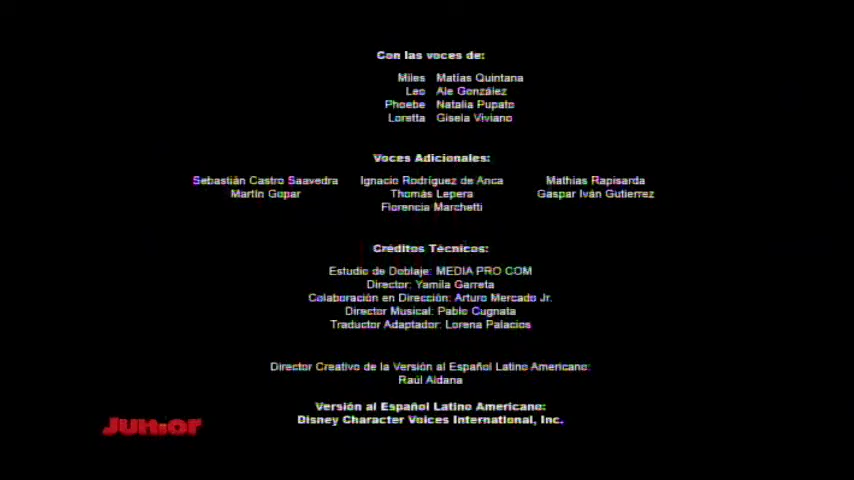 Con las voces de:
Miles Matías Quintana
Leo Ale González
Phoebe Natalia Pupato
Loretta Gisela Viviano
Voces Adicionales:
Sebastián Castro Saavedra Ignacio Rodríguez de Anca Mathias Rapisarda
Martín Gopar Thomás Lepera Gaspar Iván Gutierrez
Florencia Marchetti
Créditos Técnicos:
Estudio de Doblaje: MEDIA PRO COM
Director: Yamila Garreta
Colaboración en Dirección: Arturo Mercado Jr.
Director Musical: Pablo Cugnata
Traductor Adaptador: Lorena Palacios
Director Creativo de la Versión al Español Latino Americano:
Raúl Aldana
Versión al Español Latino Americano:
Disney Character Voices International, Inc.
Junior